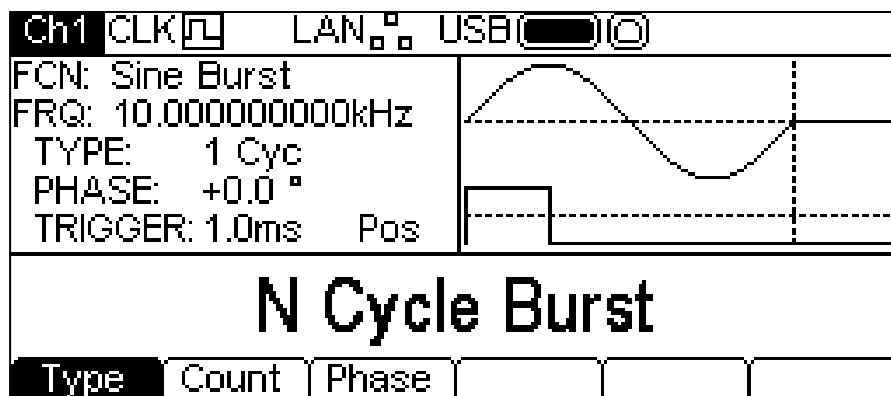 Ch1 CLK LAN USB
FCN: Sine Burst
FRQ: 10.000000000kHz
TYPE: 1 Cyc
PHASE: +0.0 °
TRIGGER: 1.0ms Pos
N Cycle Burst
Type Count Phase